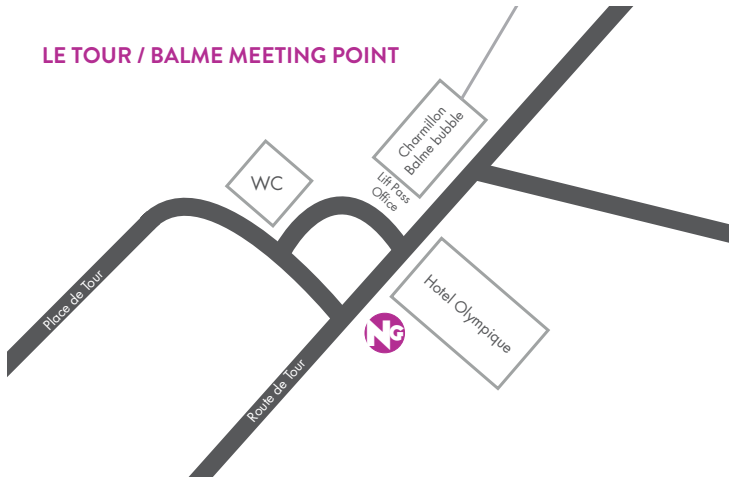 LE TOUR / BALME MEETING POINT
Charmillon
Balme bubble
WC
Lift Pass
Office
Hotel Olympique
Place de Tour
NG
Route de Tour